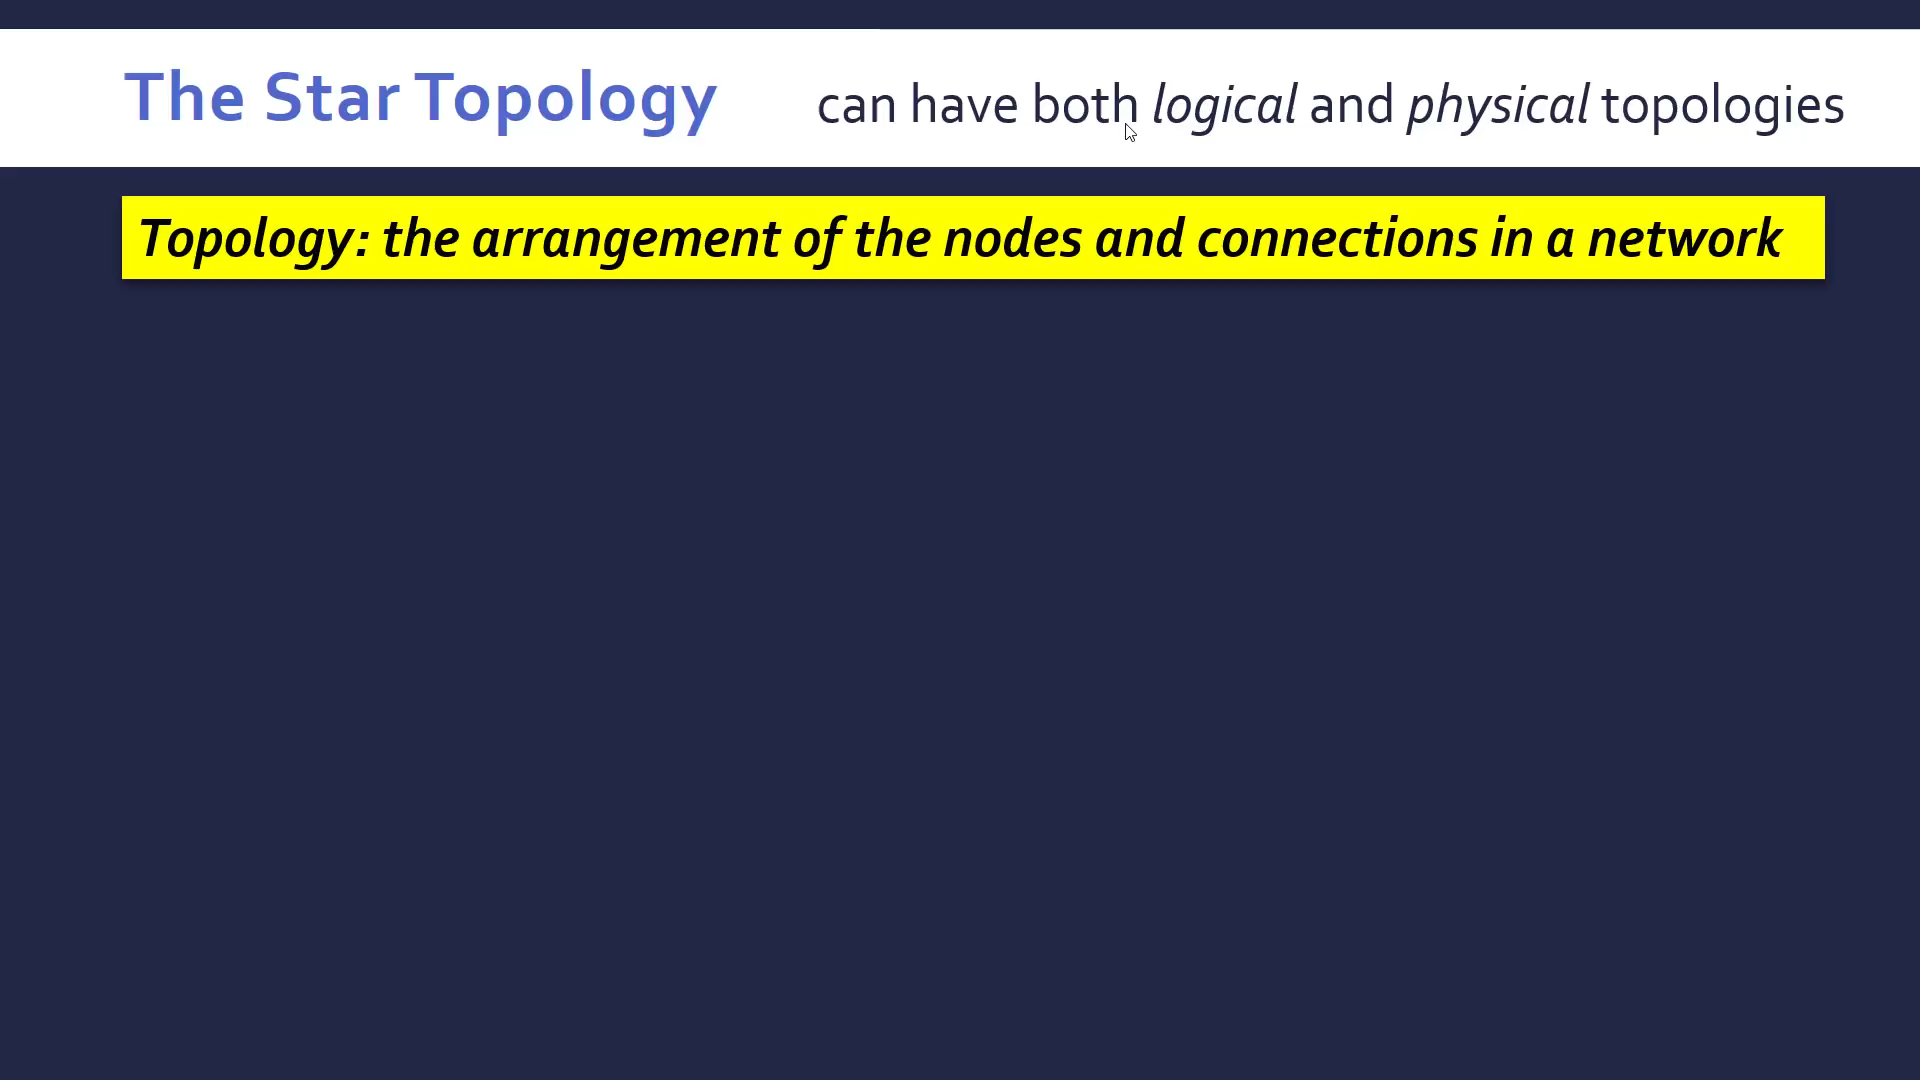 The Star Topology can have both logical and physical topologies
Topology: the arrangement of the nodes and connections in a network